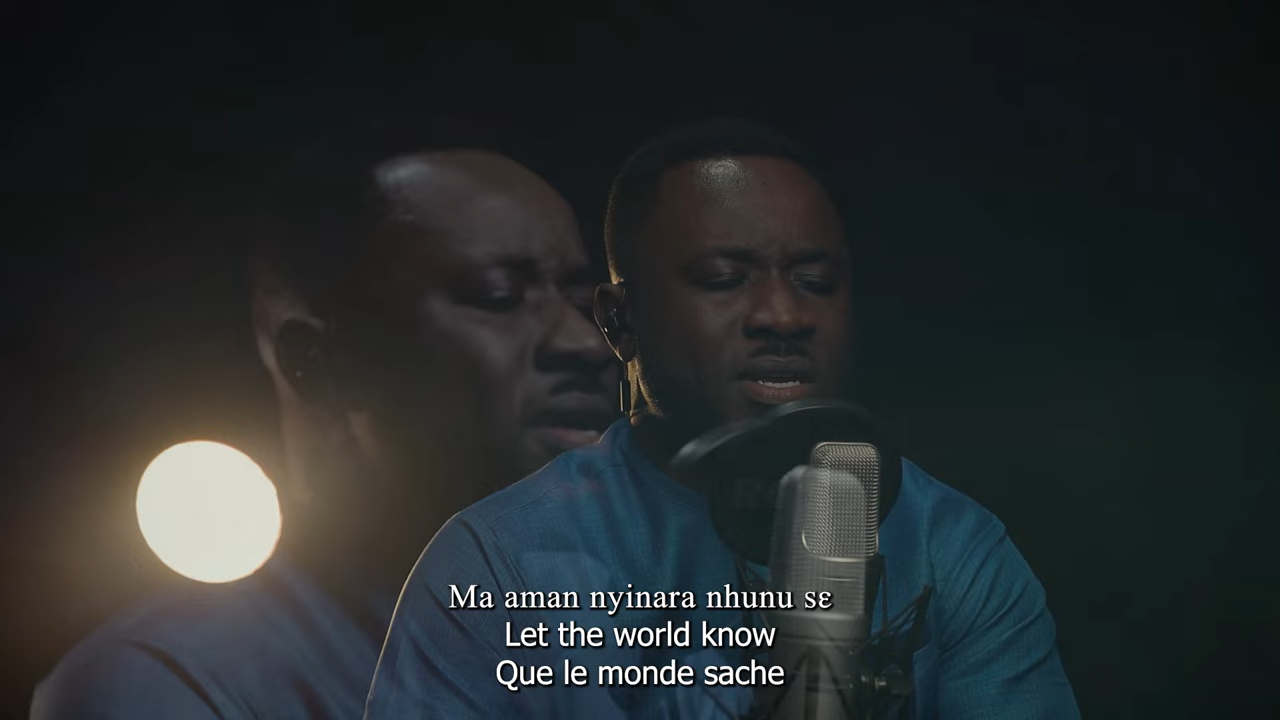 Ma aman nyinara nhunu sɛ
Let the world know
Que le monde sache